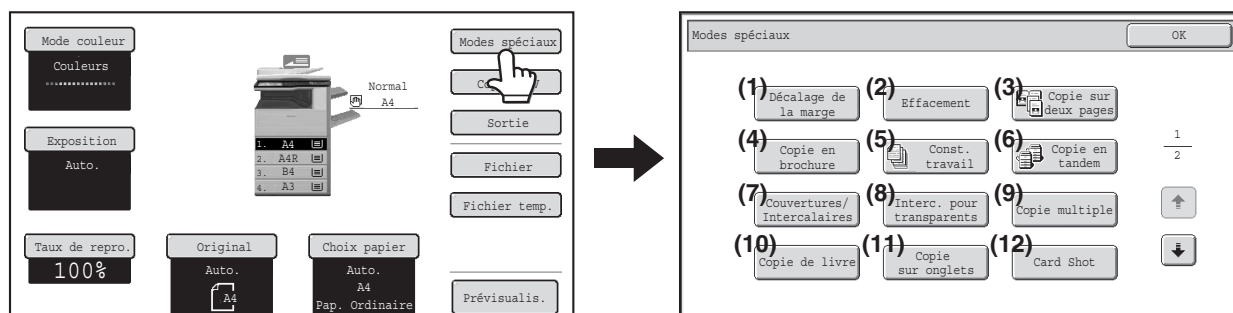 Mode couleur
Couleurs
Exposition
Auto.
Normal
A4
1. A4
2. A4R
3. B4
4. A3
Modes spéciaux
Sortie
Fichier
Fichier temp.
Prévisualis.
Taux de repro.
100%
Original
Auto.
A4
Choix papier
Auto.
A4
Pap. Ordinaire
Modes spéciaux
OK
(1) Décalage de
la marge
(2) Effacement
(3) Copie sur
deux pages
(4) Copie en
brochure
(5) Const.
travail
(6) Copie en
tandem
(7) Couvertures/
Intercalaires
(8) Interc. pour
transparents
(9) Copie multiple
(10) Copie de livre
(11) Copie
sur onglets
(12) Card Shot
1
2